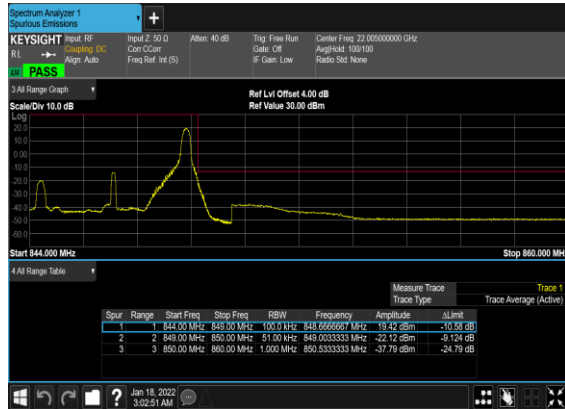 Spectrum Analyzer 1
Spurious Emissions
+
KEYSIGHT Input: RF Input Z: 50 Ω Atten: 40 dB Trig: Free Run Center Freq: 22.005000000 GHz
RL Coupling: DC Corr CCorr Gate: Off Avg|Hold: 100/100
Align: Auto Freq Ref: Int (S) IF Gain: Low Radio Std: None
LM PASS
3 All Range Graph
Ref Lvl Offset 4.00 dB
Scale/Div 10.0 dB Ref Value 30.00 dBm
Log
20.0
10.0
0.00
-10.0
-20.0
-30.0
-40.0
-50.0
-60.0
Start 844.000 MHz Stop 860.000 MH
4 All Range Table
Measure Trace Trace 1
Trace Type Trace Average (Active)
Spur Range Start Freq Stop Freq RBW Frequency Amplitude ΔLimit
1 1 844.00 MHz 849.00 MHz 100.0 kHz 848.6666667 MHz 19.42 dBm -10.58 dB
2 2 849.00 MHz 850.00 MHz 51.00 kHz 849.0033333 MHz -22.12 dBm -9.124 dB
3 3 850.00 MHz 860.00 MHz 1.000 MHz 850.5333333 MHz -37.79 dBm -24.79 dB
? Jan 18, 2022
3:02:51 AM